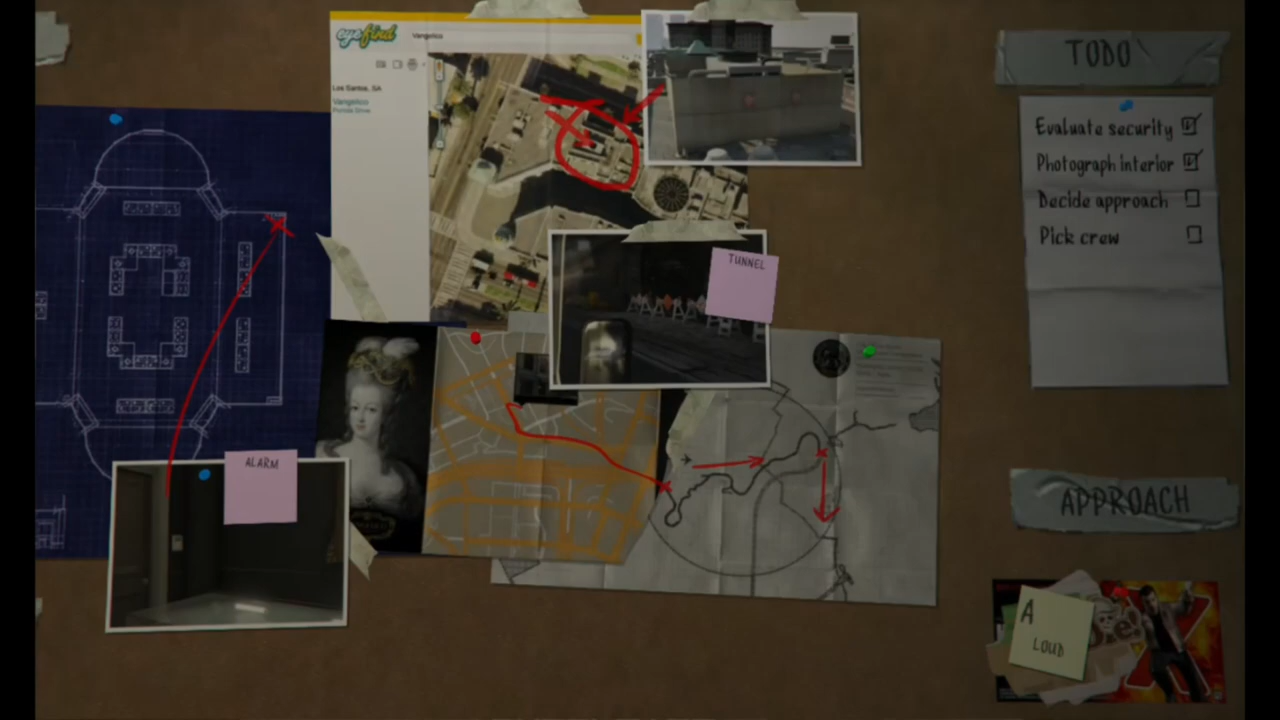 eyefind
Vangelico
Los Santos, SA
Vangelico
TUNNEL
ALARM
TODO
Evaluate security
Photograph interior
Decide approach
Pick crew
APPROACH
A
LOUD